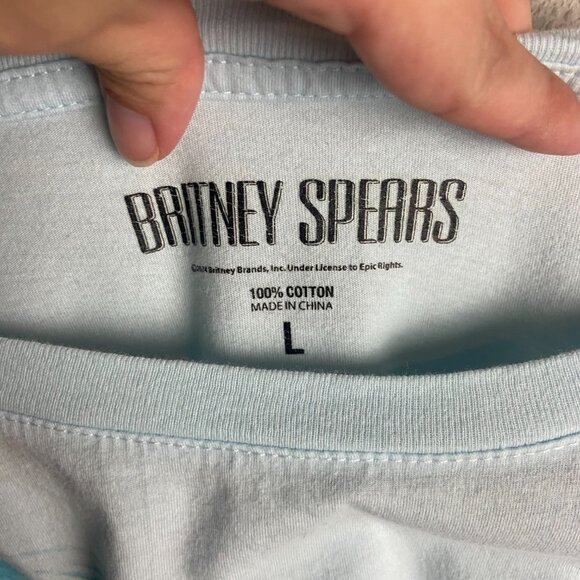 BRITNEY SPEARS
Britney Brands, Inc. Under License to Epic Rights.
100% COTTON
MADE IN CHINA
L